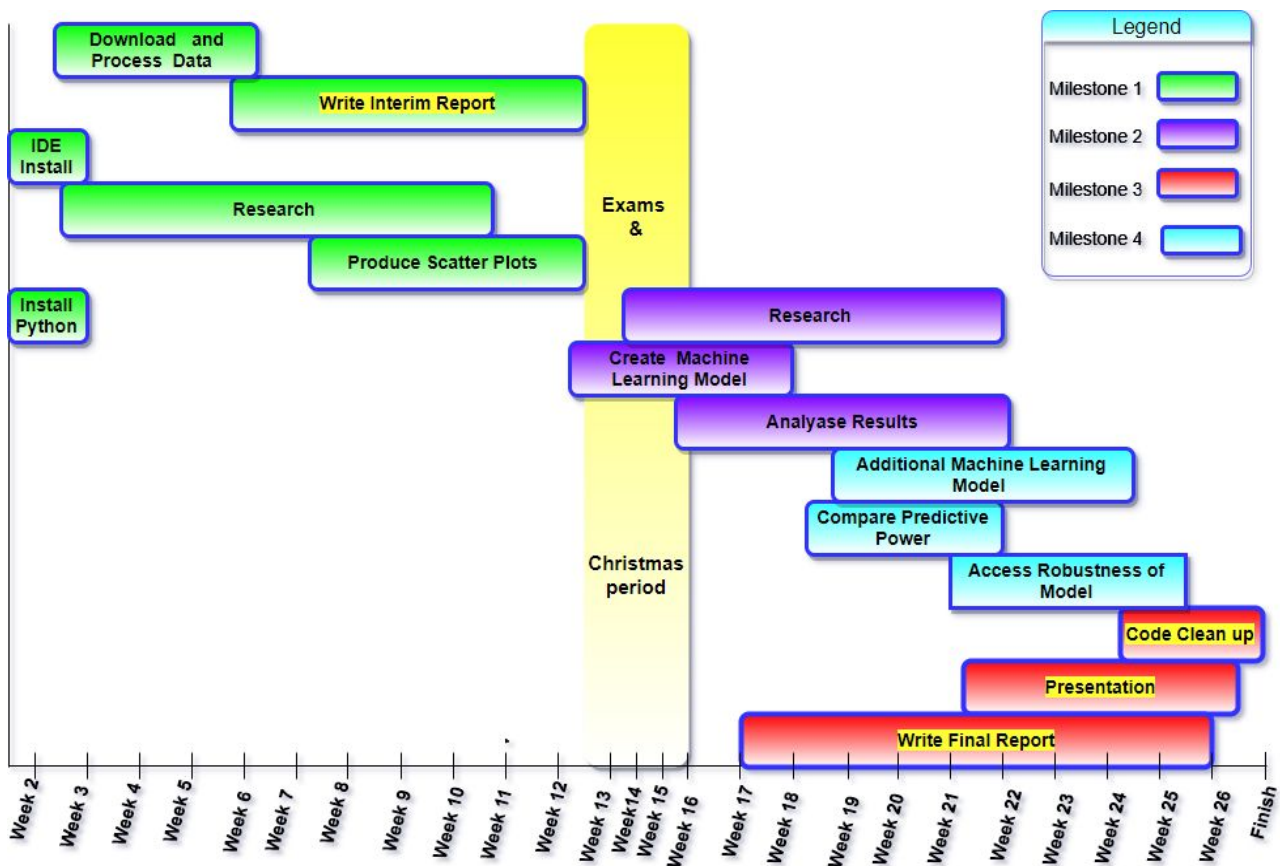 Download and
Process Data
Write Interim Report
IDE
Install
Research
Produce Scatter Plots
Install
Python
Exams
&
Christmas
period
Research
Create Machine
Learning Model
Analyase Results
Additional Machine Learning
Model
Compare Predictive
Power
Access Robustness of
Model
Code Clean up
Presentation
Write Final Report
Legend
Milestone 1
Milestone 2
Milestone 3
Milestone 4
Week 2
Week 3
Week 4
Week 5
Week 6
Week 7
Week 8
Week 9
Week 10
Week 11
Week 12
Week 13
Week14
Week 15
Week 16
Week 17
Week 18
Week 19
Week 20
Week 21
Week 22
Week 23
Week 24
Week 25
Week 26
Finish